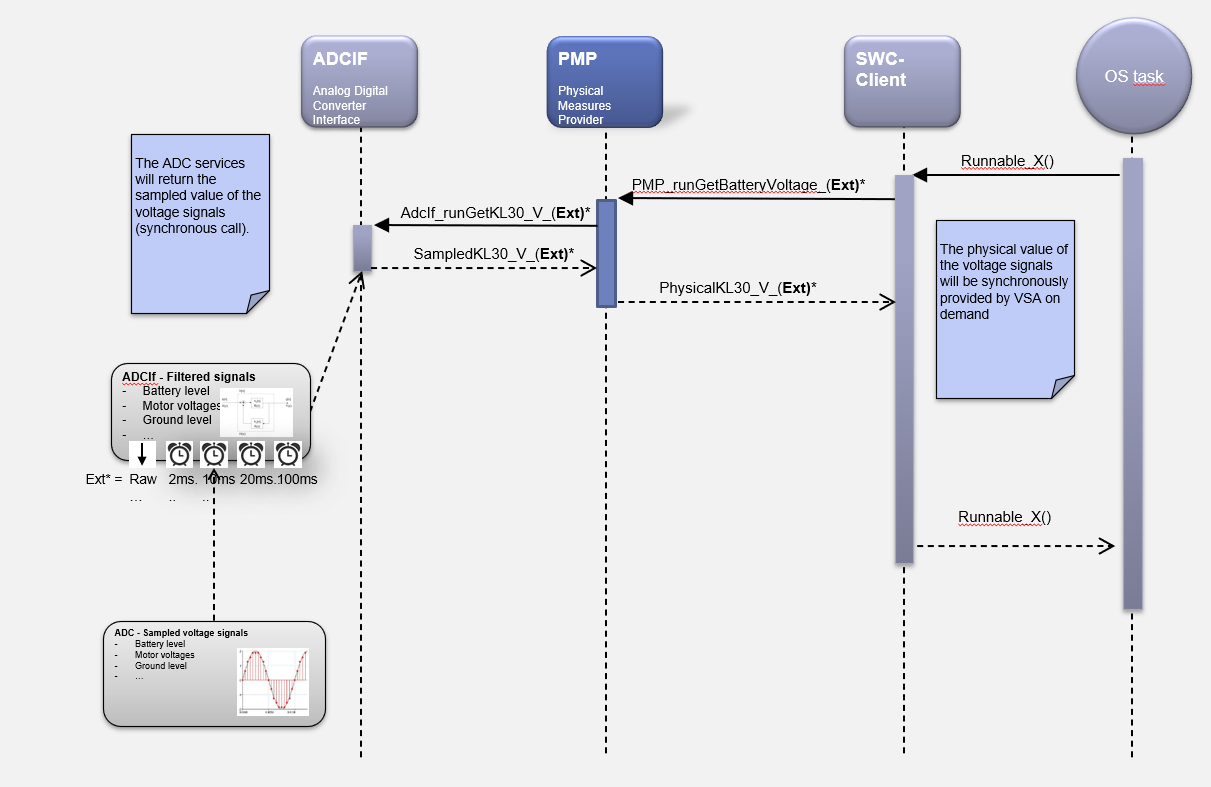 ADCIF
Analog Digital
Converter
Interface
PMP
Physical
Measures
Provider
SWC-
Client
OS task
The ADC services
will return the
sampled value of the
voltage signals
(synchronous call).
Runnable_X()
PMP_runGetBatteryVoltage_(Ext)*
AdcIf_runGetKL30_V_(Ext)*
SampledKL30_V_(Ext)*
PhysicalKL30_V_(Ext)*
The physical value of
the voltage signals
will be synchronously
provided by VSA on
demand
ADCIf - Filtered signals
- Battery level
- Motor voltages
- Ground level
- ...
Ext* = Raw 2ms. 10ms 20ms..100ms
... .. ..
Runnable_X()
ADC - Sampled voltage signals
- Battery level
- Motor voltages
- Ground level
- ...